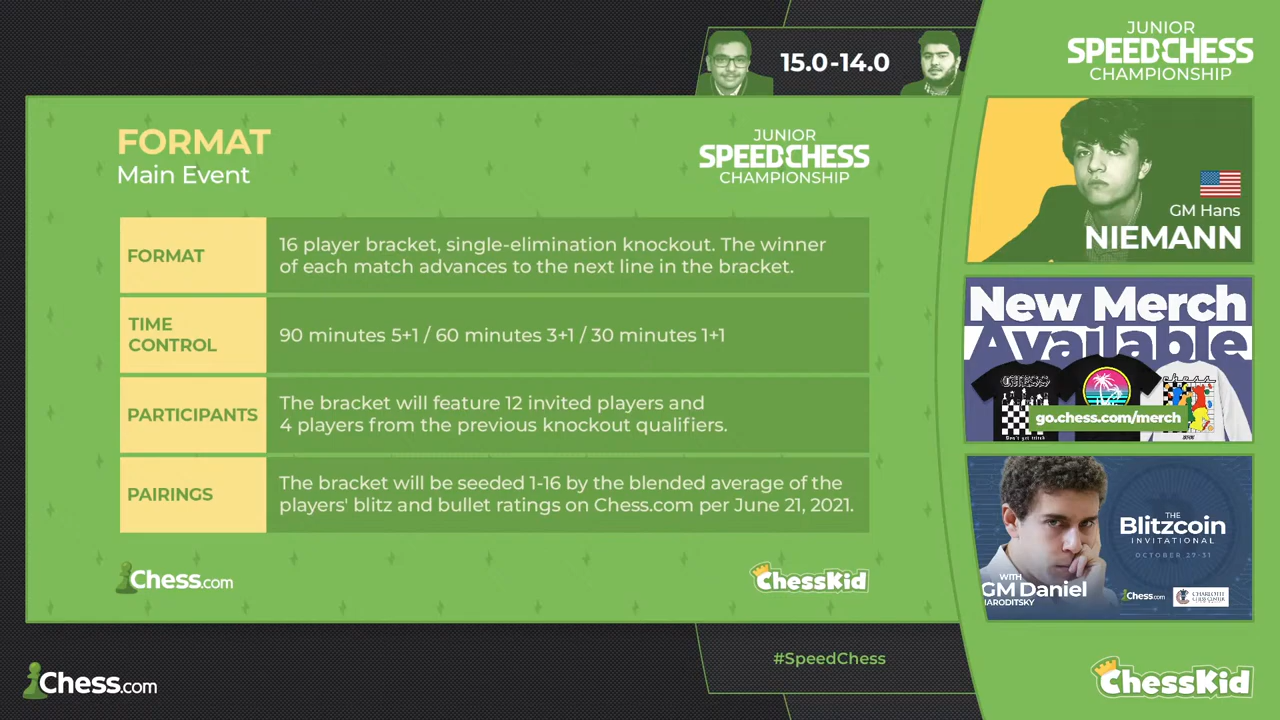 15.0-14.0
JUNIOR
SPEEDCHESS
CHAMPIONSHIP
FORMAT
Main Event
JUNIOR
SPEEDCHESS
CHAMPIONSHIP
FORMAT
16 player bracket, single-elimination knockout. The winner
of each match advances to the next line in the bracket.
TIME
CONTROL
90 minutes 5+1 / 60 minutes 3+1 / 30 minutes 1+1
PARTICIPANTS
The bracket will feature 12 invited players and
4 players from the previous knockout qualifiers.
PAIRINGS
The bracket will be seeded 1-16 by the blended average of the
players' blitz and bullet ratings on Chess.com per June 21, 2021.
Chess.com
ChessKid
GM Hans
NIEMANN
New Merch
Available
go.chess.com/merch
THE
Blitzcoin
INVITATIONAL
OCTOBER 27-31
WITH
GM Daniel
NARODITSKY
Chess.com
CHARLOTTE
CHESS CENTER
#SpeedChess
Chess.com
ChessKid